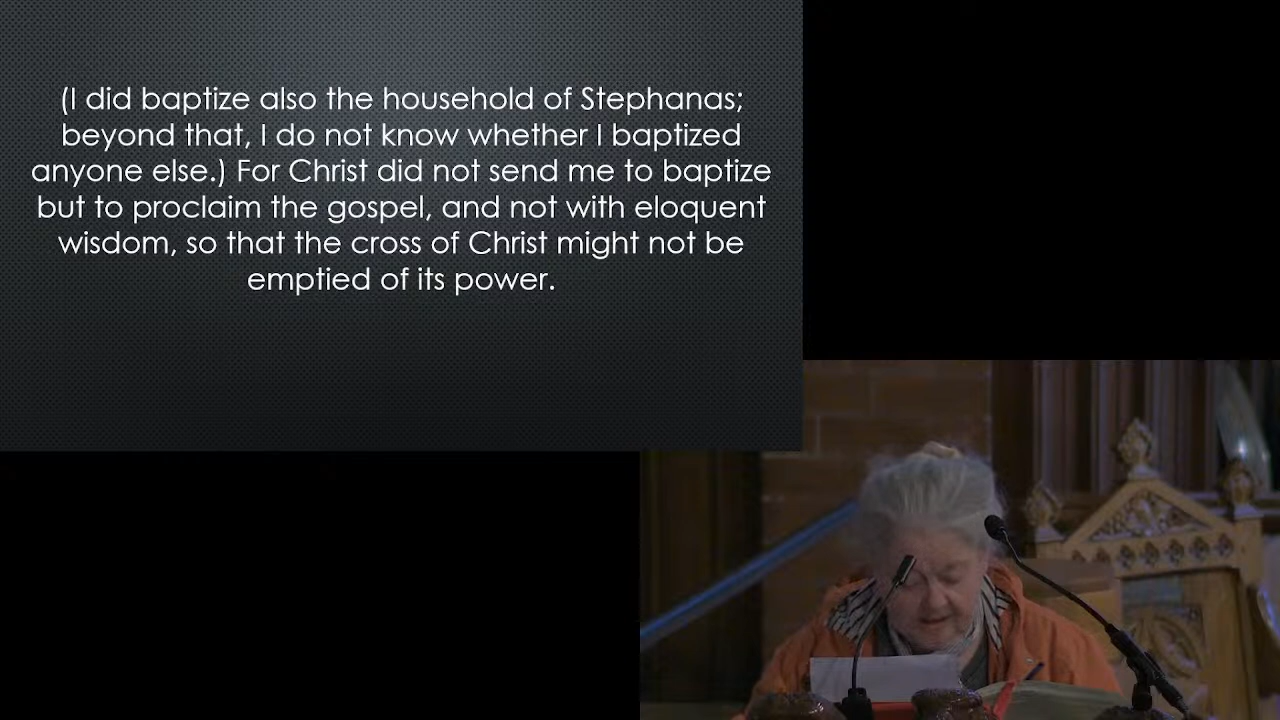 (I did baptize also the household of Stephanas;
beyond that, I do not know whether I baptized
anyone else.) For Christ did not send me to baptize
but to proclaim the gospel, and not with eloquent
wisdom, so that the cross of Christ might not be
emptied of its power.